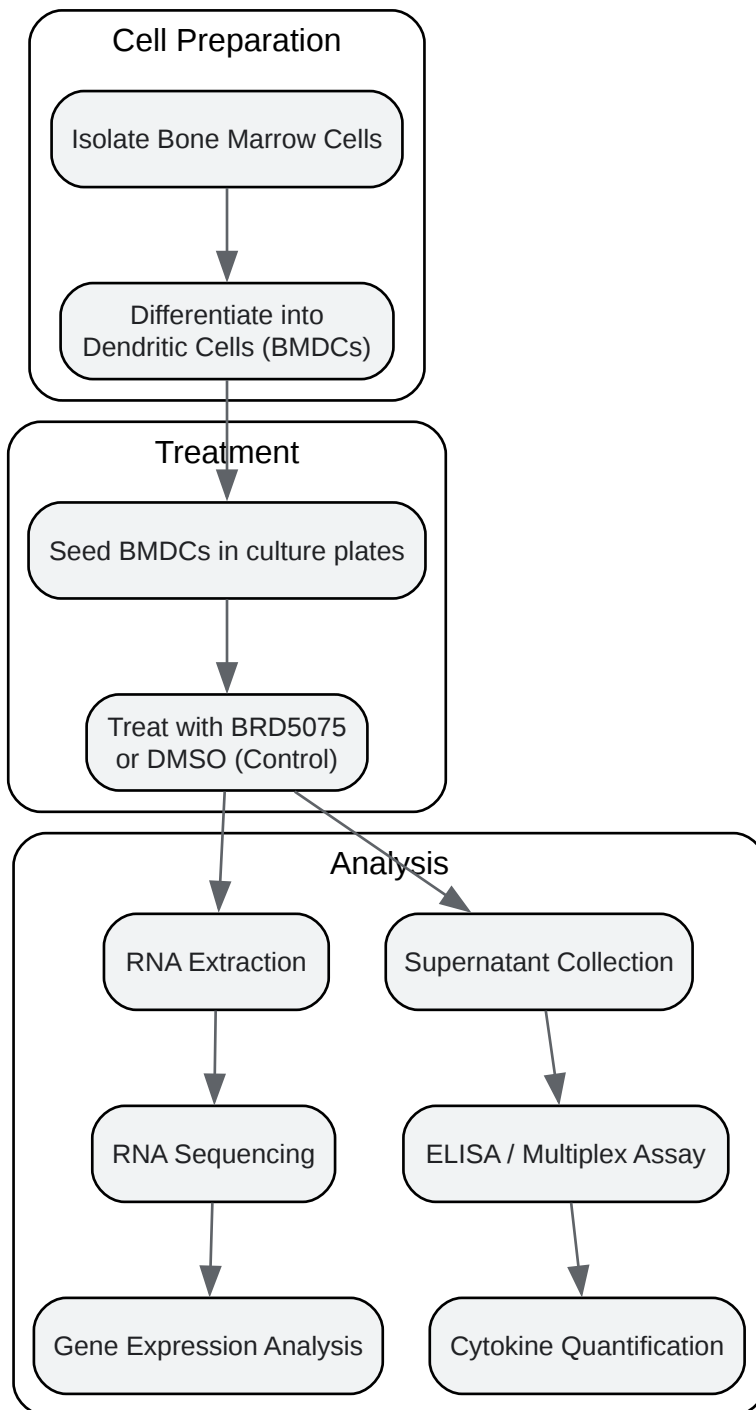 Cell Preparation
Isolate Bone Marrow Cells
Differentiate into
Dendritic Cells (BMDCs)
Treatment
Seed BMDCs in culture plates
Treat with BRD5075
or DMSO (Control)
Analysis
RNA Extraction
Supernatant Collection
RNA Sequencing
ELISA / Multiplex Assay
Gene Expression Analysis
Cytokine Quantification